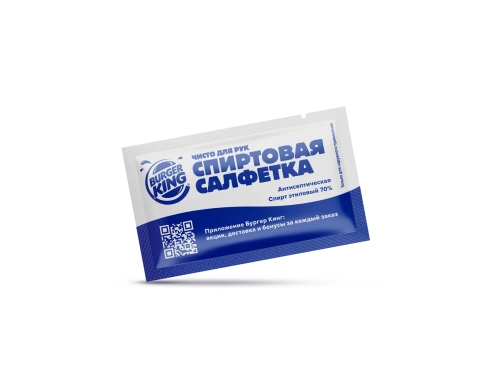 BURGER
KING
ЧИСТО ДЛЯ РУК
СПИРТОВАЯ
САЛФЕТКА
Антисептическая
Спирт этиловый 70%
Приложение Бургер Кинг:
акции, доставка и бонусы за каждый заказ